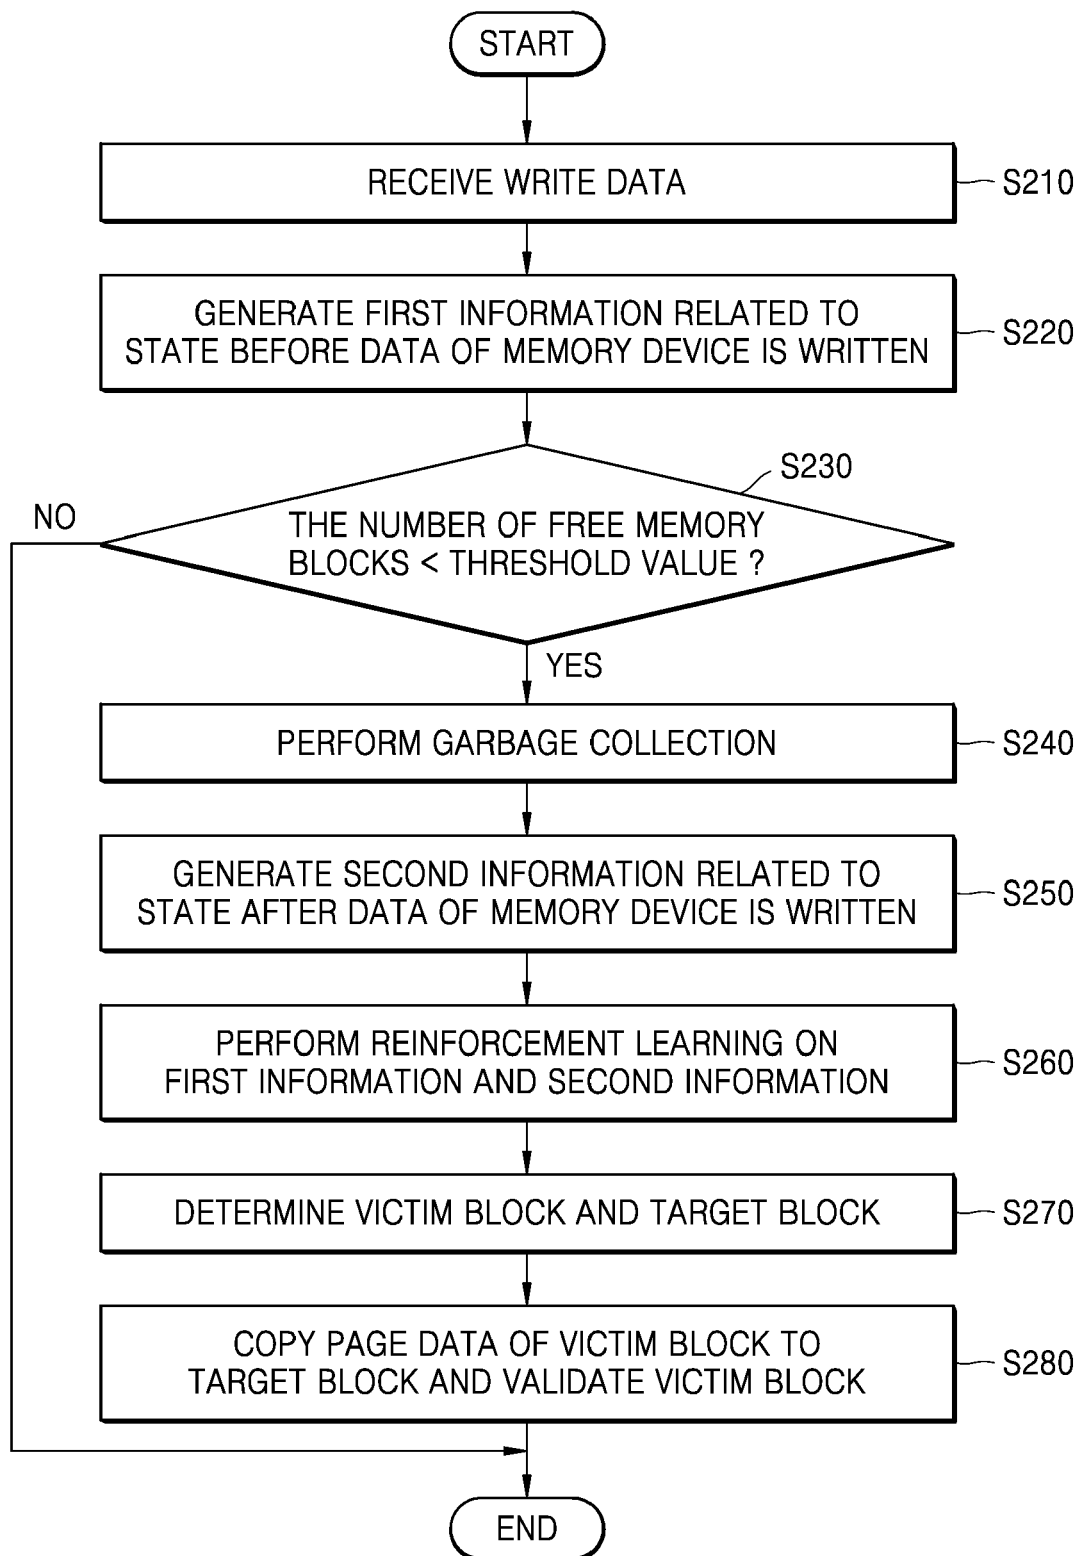 START
RECEIVE WRITE DATA
S210
GENERATE FIRST INFORMATION RELATED TO
STATE BEFORE DATA OF MEMORY DEVICE IS WRITTEN
S220
S230
THE NUMBER OF FREE MEMORY
BLOCKS < THRESHOLD VALUE ?
NO
YES
PERFORM GARBAGE COLLECTION
S240
GENERATE SECOND INFORMATION RELATED TO
STATE AFTER DATA OF MEMORY DEVICE IS WRITTEN
S250
PERFORM REINFORCEMENT LEARNING ON
FIRST INFORMATION AND SECOND INFORMATION
S260
DETERMINE VICTIM BLOCK AND TARGET BLOCK
S270
COPY PAGE DATA OF VICTIM BLOCK TO
TARGET BLOCK AND VALIDATE VICTIM BLOCK
S280
END